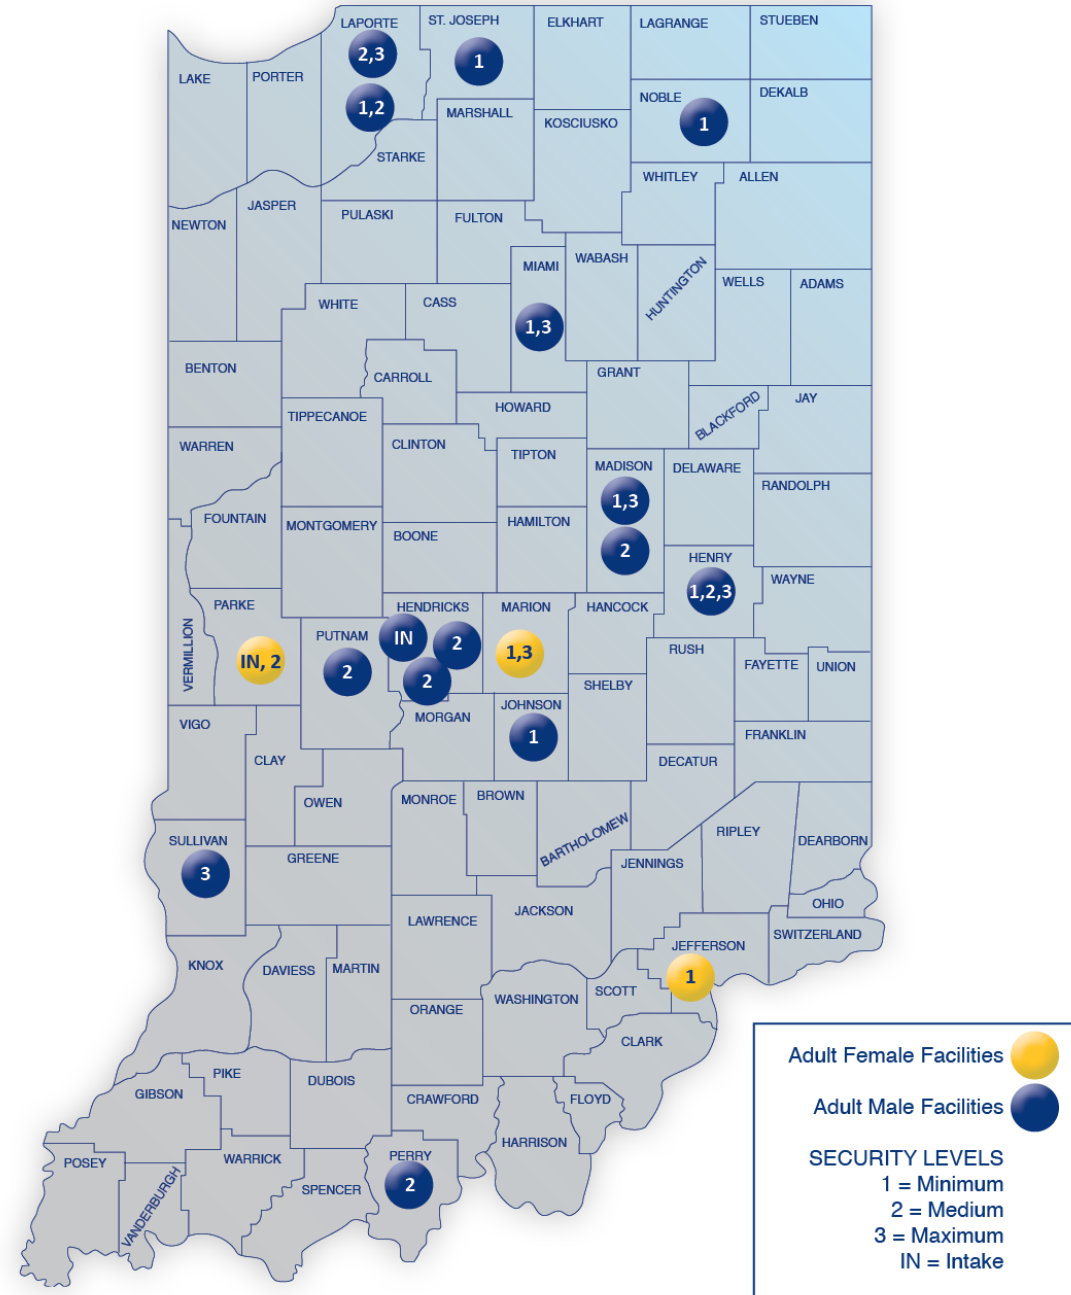 LAPORTE
ST. JOSEPH
ELKHART
LAGRANGE
STUEBEN
2,3
1
LAKE
PORTER
NOBLE
DEKALB
1,2
MARSHALL
KOSCIUSKO
1
STARKE
WHITLEY
ALLEN
NEWTON
JASPER
PULASKI
FULTON
MIAMI
WABASH
HUNTINGTON
WELLS
ADAMS
WHITE
CASS
1,3
BENTON
CARROLL
GRANT
TIPPECANOE
HOWARD
BLACKFORD
JAY
WARREN
CLINTON
TIPTON
MADISON
DELAWARE
RANDOLPH
1,3
FOUNTAIN
MONTGOMERY
BOONE
HAMILTON
2
HENRY
WAYNE
1,2,3
PARKE
HENDRICKS
MARION
HANCOCK
VERMILLION
PUTNAM
IN
2
1,3
RUSH
FAYETTE
UNION
IN, 2
2
2
SHELBY
VIGO
MORGAN
JOHNSON
1
FRANKLIN
CLAY
DECATUR
OWEN
MONROE
BROWN
BARTHOLOMEW
RIPLEY
DEARBORN
SULLIVAN
3
GREENE
JENNINGS
OHIO
LAWRENCE
JACKSON
SWITZERLAND
JEFFERSON
KNOX
DAVIESS
MARTIN
1
ORANGE
WASHINGTON
SCOTT
CLARK
GIBSON
PIKE
DUBOIS
CRAWFORD
FLOYD
HARRISON
POSEY
VANDERBURGH
WARRICK
SPENCER
PERRY
2
Adult Female Facilities
Adult Male Facilities
SECURITY LEVELS
1 = Minimum
2 = Medium
3 = Maximum
IN = Intake